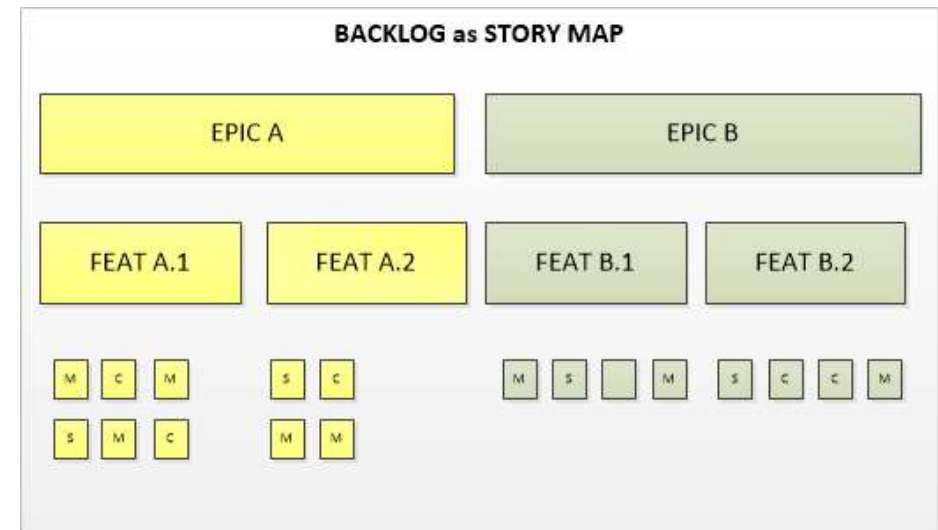 BACKLOG as STORY MAP
EPIC A EPIC B
FEAT A.1 FEAT A.2 FEAT B.1 FEAT B.2
M C M S C M S M S C C M
S M C M M